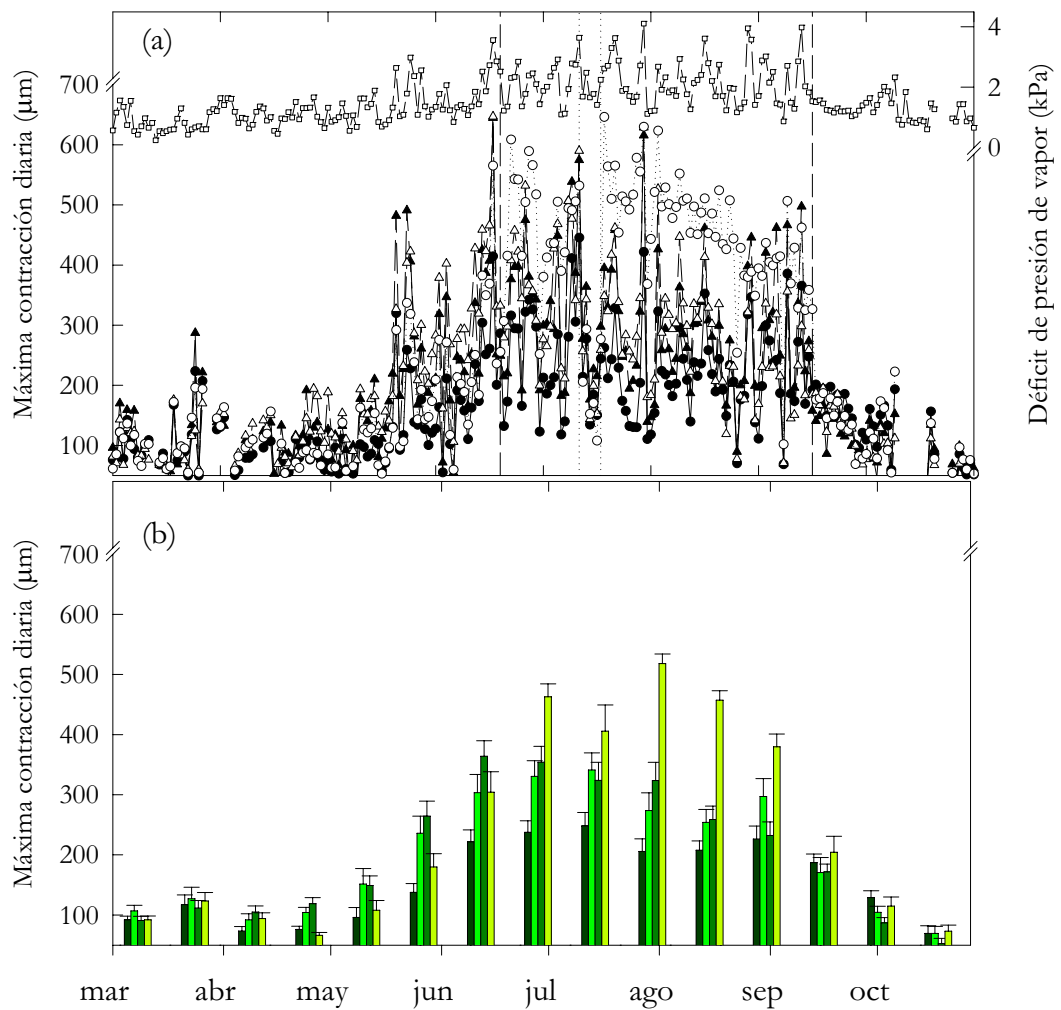 (a)
4
2
0
Déficit de presión de vapor (kPa)
Máxima contracción diaria (μm)
700
600
500
400
300
200
100
(b)
Máxima contracción diaria (μm)
700
600
500
400
300
200
100
mar abr may jun jul ago sep oct